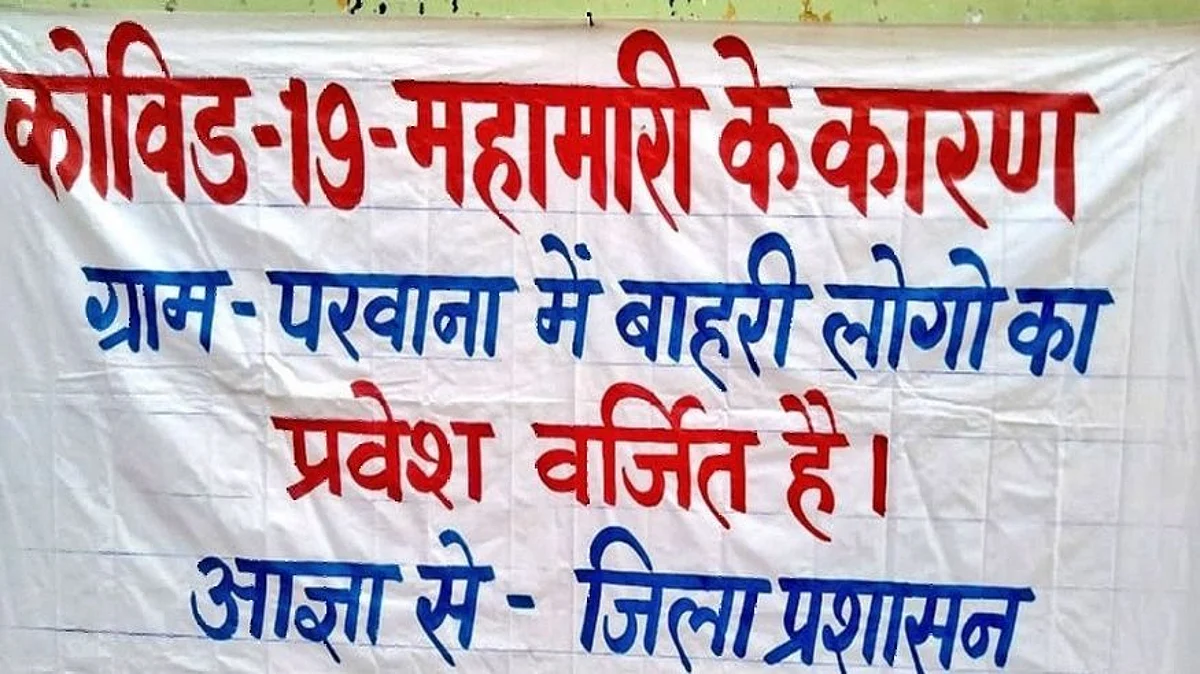 कोविड-19-महामारी के कारण
ग्राम-परवाना में बाहरी लोगो का
प्रवेश वर्जित है।
आज्ञा से - जिला प्रशासन